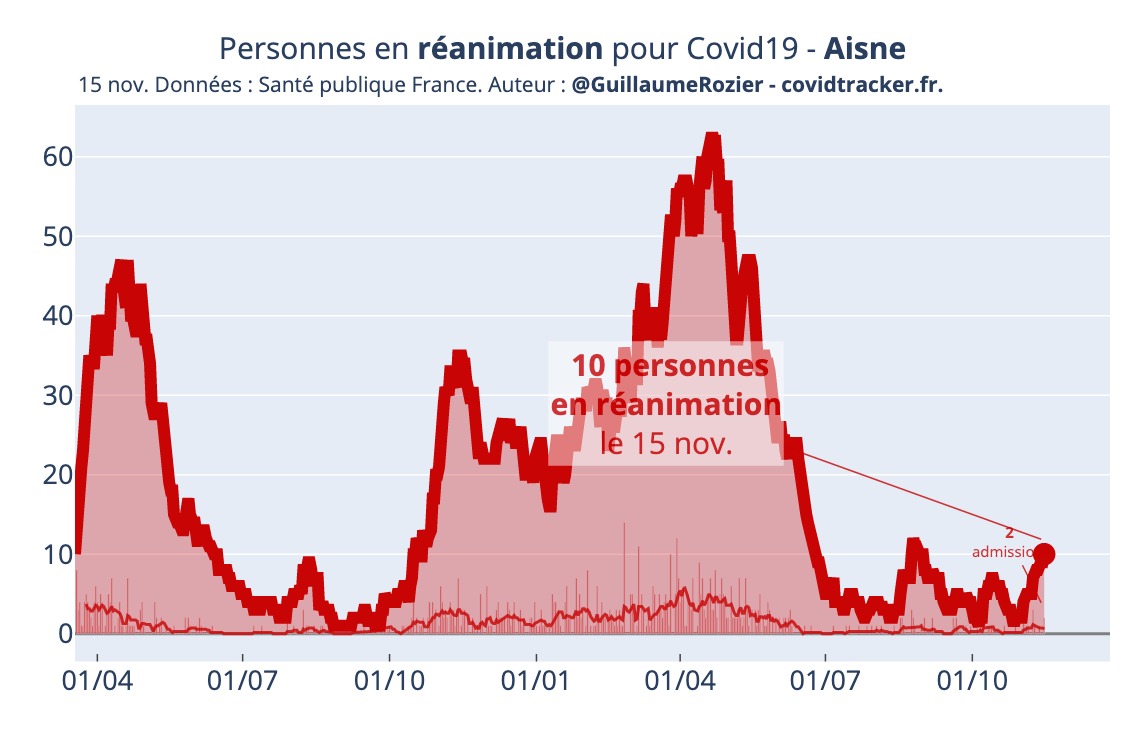 Personnes en réanimation pour Covid19 - Aisne
15 nov. Données : Santé publique France. Auteur : @GuillaumeRozier - covidtracker.fr.
60
50
40
30
20
10
0
10 personnes
en réanimation
le 15 nov.
2
admissio
01/04
01/07
01/10
01/01
01/04
01/07
01/10